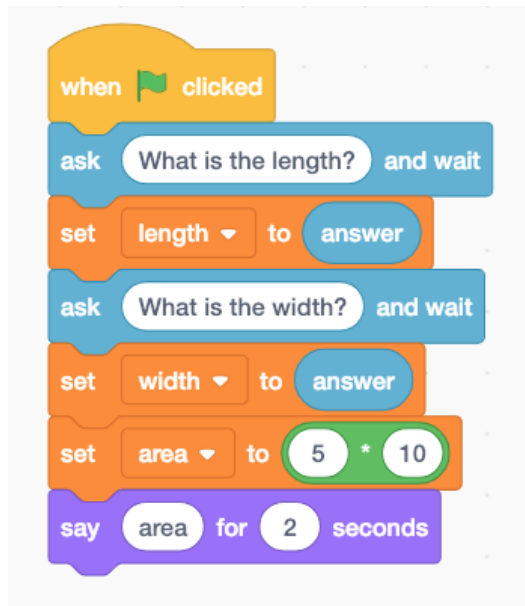 when clicked
ask What is the length? and wait
set length to answer
ask What is the width? and wait
set width to answer
set area to 5 * 10
say area for 2 seconds